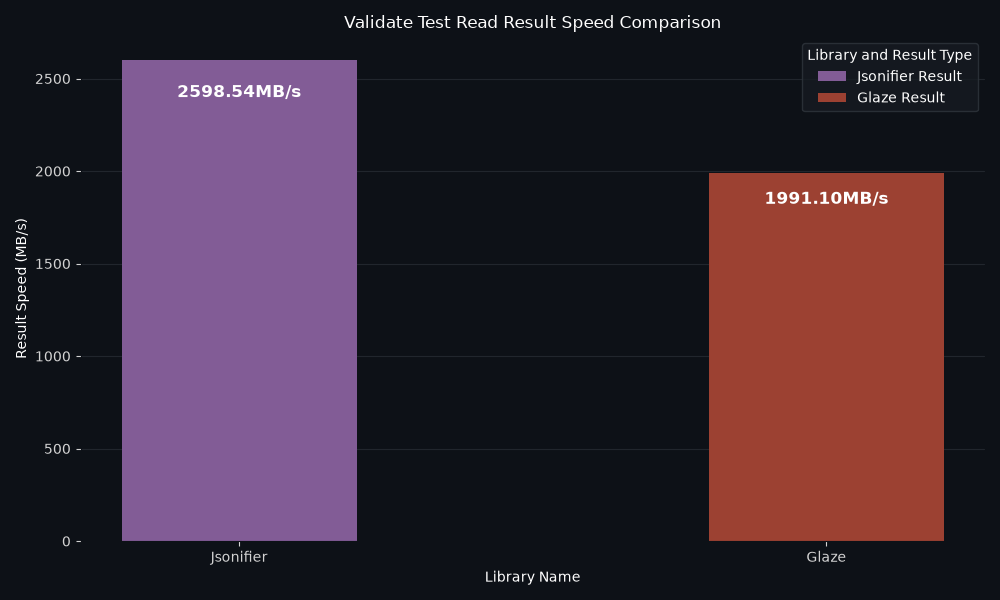 Validate Test Read Result Speed Comparison
Library and Result Type
Jsonifier Result
Glaze Result
2598.54MB/s
1991.10MB/s
Result Speed (MB/s)
2500
2000
1500
1000
500
0
Jsonifier
Glaze
Library Name